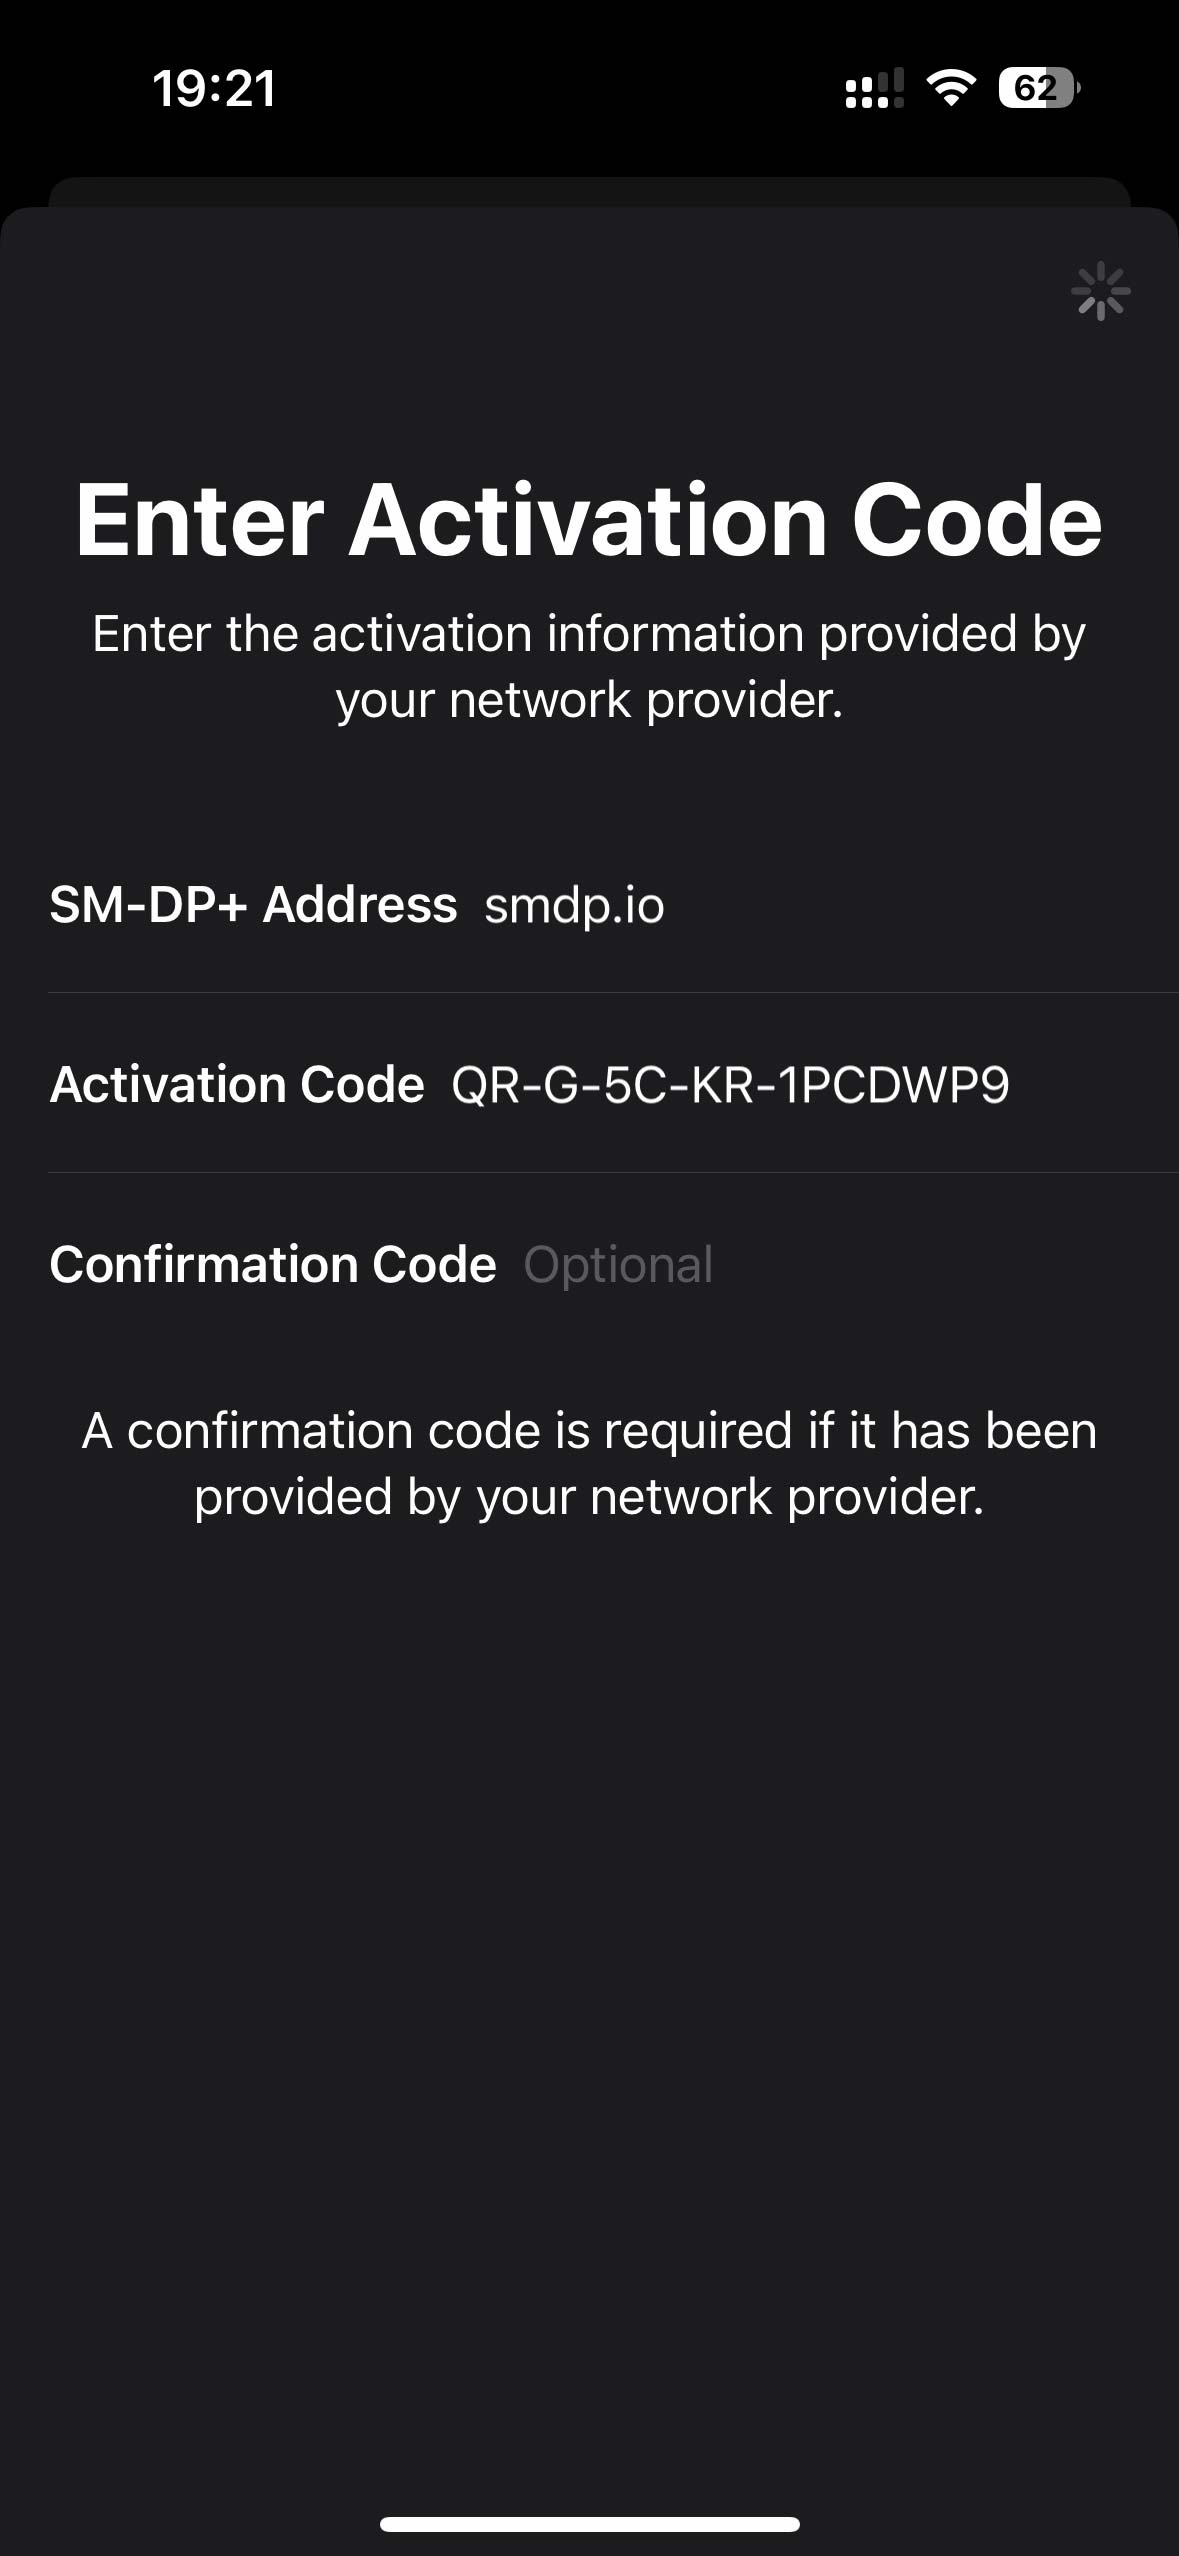 19:21
62
Enter Activation Code
Enter the activation information provided by
your network provider.
SM-DP+ Address smdp.io
Activation Code QR-G-5C-KR-1PCDWP9
Confirmation Code Optional
A confirmation code is required if it has been
provided by your network provider.